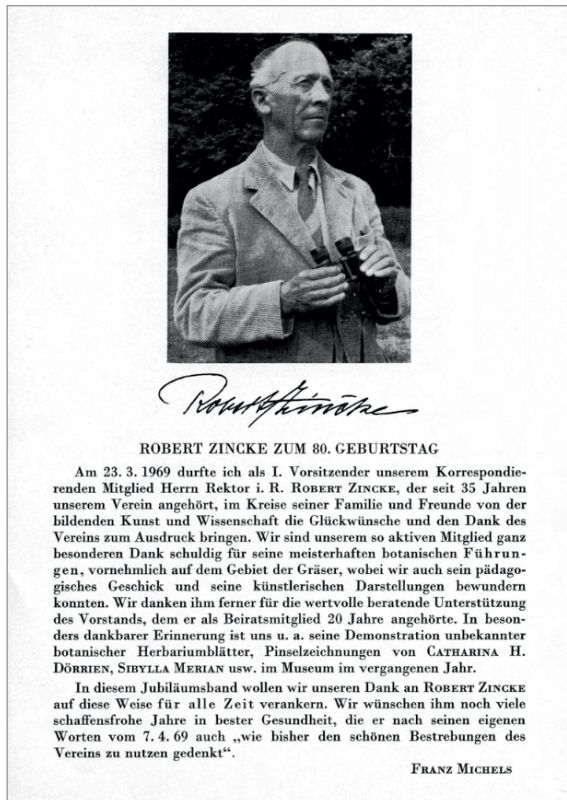 Robert Zincke
ROBERT ZINCKE ZUM 80. GEBURTSTAG
Am 23. 3. 1969 durfte ich als I. Vorsitzender unserem Korrespondie-
renden Mitglied Herrn Rektor i. R. ROBERT ZINCKE, der seit 35 Jahren
unserem Verein angehört, im Kreise seiner Familie und Freunde von der
bildenden Kunst und Wissenschaft die Glückwünsche und den Dank des
Vereins zum Ausdruck bringen. Wir sind unserem so aktiven Mitglied ganz
besonderen Dank schuldig für seine meisterhaften botanischen Führun-
gen, vornehmlich auf dem Gebiet der Gräser, wobei wir auch sein pädago-
gisches Geschick und seine künstlerischen Darstellungen bewundern
konnten. Wir danken ihm ferner für die wertvolle beratende Unterstützung
des Vorstands, dem er als Beiratsmitglied 20 Jahre angehörte. In beson-
ders dankbarer Erinnerung ist uns u. a. seine Demonstration unbekannter
botanischer Herbariumblätter, Pinselzeichnungen von CATHARINA H.
DÖRRIEN, SIBYLLA MERIAN usw. im Museum im vergangenen Jahr.
In diesem Jubiläumsband wollen wir unseren Dank an ROBERT ZINCKE
auf diese Weise für alle Zeit verankern. Wir wünschen ihm noch viele
schaffensfrohe Jahre in bester Gesundheit, die er nach seinen eigenen
Worten vom 7. 4. 69 auch „wie bisher den schönen Bestrebungen des
Vereins zu nutzen gedenkt“.
FRANZ MICHELS